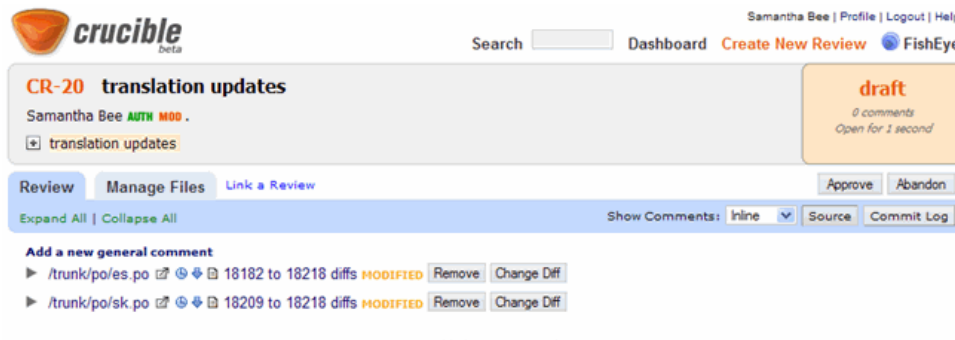 crucible
beta
Samantha Bee | Profile | Logout | Help
Search Dashboard Create New Review FishEye
CR-20 translation updates
Samantha Bee AUTH MOD .
translation updates
draft
0 comments
Open for 1 second
Review Manage Files Link a Review Approve Abandon
Expand All | Collapse All Show Comments: Inline Source Commit Log
Add a new general comment
/trunk/po/es.po 18182 to 18218 diffs MODIFIED Remove Change Diff
/trunk/po/sk.po 18209 to 18218 diffs MODIFIED Remove Change Diff